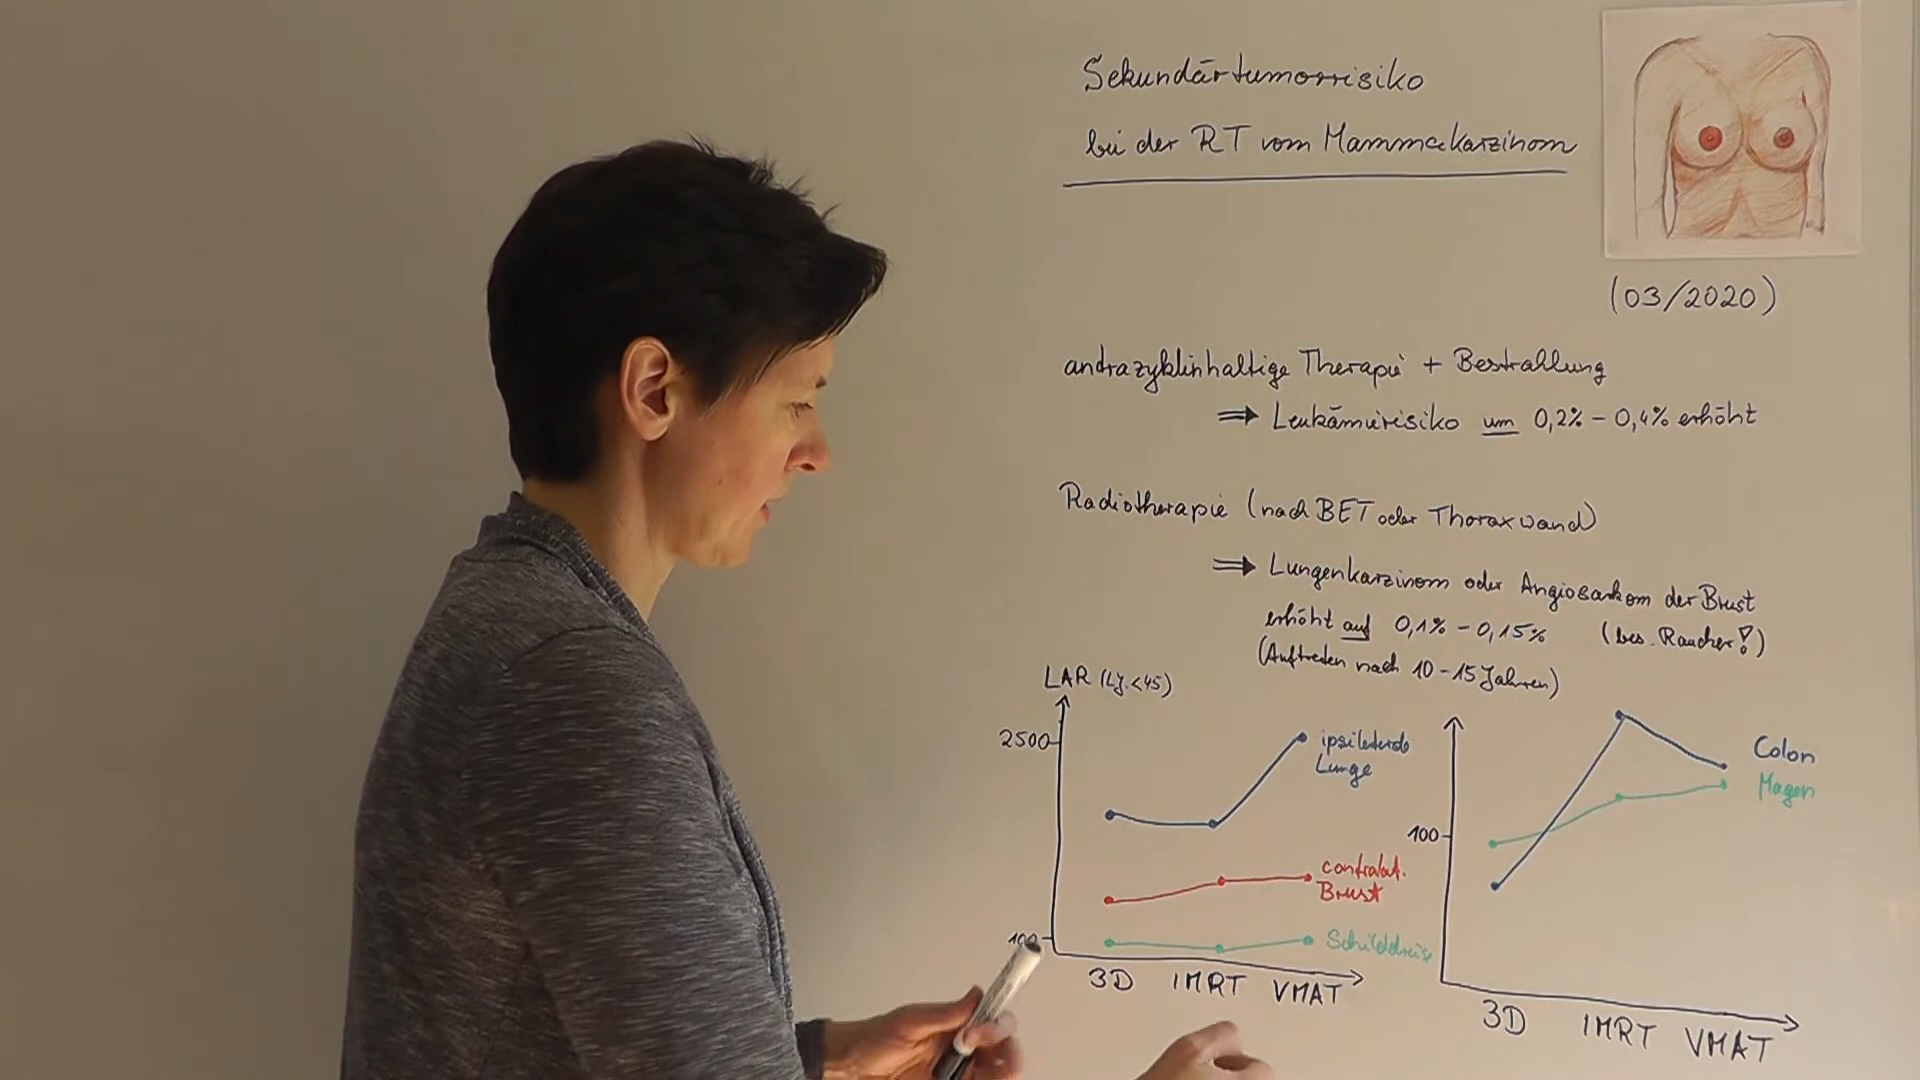 Sekundärtumorrisiko
bei der RT vom Mammakarzinom
(03/2020)
andrazyklinhaltige Therapie + Bestrahlung
⇒ Leukämierisiko um 0,2% - 0,4% erhöht
Radiotherapie (nach BET oder Thoraxwand)
⇒ Lungenkarzinom oder Angiosarkom der Brust
erhöht auf 0,1% - 0,15% (bes. Raucher!)
(Auftreten nach 10-15 Jahren)
LAR (Lj. <45)
2500
100
ipsilaterale
Lunge
contralat.
Brust
Schilddrüse
3D IMRT VMAT
100
Colon
Magen
3D IMRT VMAT